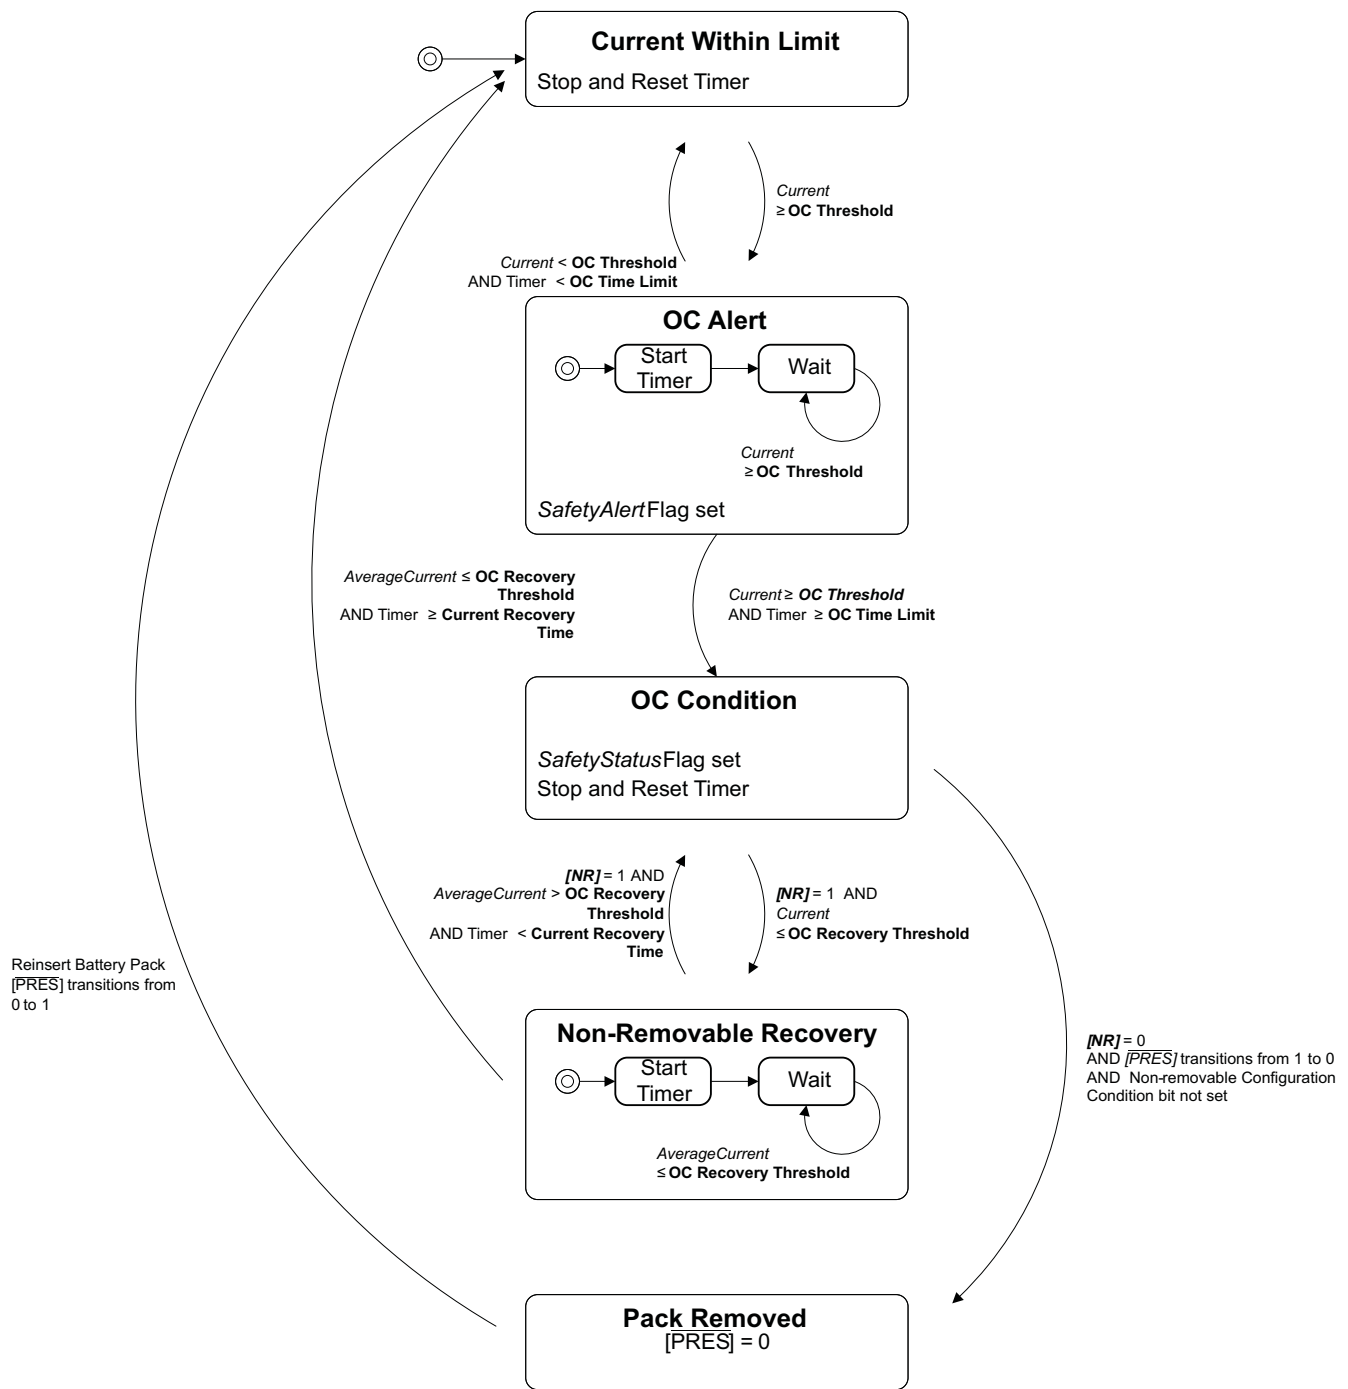 Current Within Limit
Stop and Reset Timer
Current
≥ OC Threshold
Current < OC Threshold
AND Timer < OC Time Limit
OC Alert
Start
Timer
Wait
Current
≥ OC Threshold
SafetyAlert Flag set
AverageCurrent ≤ OC Recovery
Threshold
AND Timer ≥ Current Recovery
Time
Current ≥ OC Threshold
AND Timer ≥ OC Time Limit
OC Condition
SafetyStatus Flag set
Stop and Reset Timer
[NR] = 1 AND
AverageCurrent > OC Recovery
Threshold
AND Timer < Current Recovery
Time
[NR] = 1 AND
Current
≤ OC Recovery Threshold
Reinsert Battery Pack
[P̅R̅E̅S̅] transitions from
0 to 1
Non-Removable Recovery
Start
Timer
Wait
AverageCurrent
≤ OC Recovery Threshold
[NR] = 0
AND [P̅R̅E̅S̅] transitions from 1 to 0
AND Non-removable Configuration
Condition bit not set
Pack Removed
[P̅R̅E̅S̅] = 0